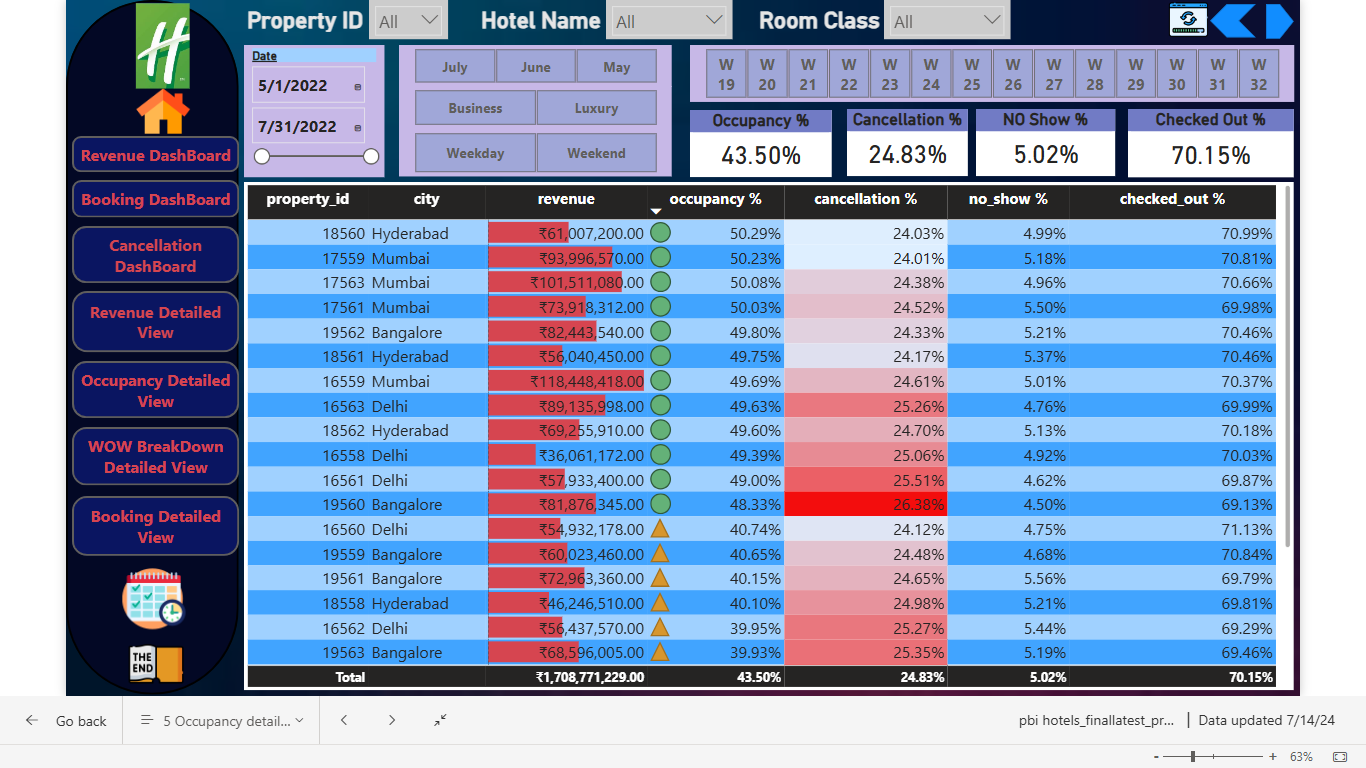 Property ID All Hotel Name All Room Class All
Date
5/1/2022
7/31/2022
July June May
Business Luxury
Weekday Weekend
W 19 W 20 W 21 W 22 W 23 W 24 W 25 W 26 W 27 W 28 W 29 W 30 W 31 W 32
Occupancy % Cancellation % NO Show % Checked Out %
43.50% 24.83% 5.02% 70.15%
H
Revenue DashBoard
Booking DashBoard
Cancellation
DashBoard
Revenue Detailed
View
Occupancy Detailed
View
WOW BreakDown
Detailed View
Booking Detailed
View
THE
END
property_id city revenue occupancy % cancellation % no_show % checked_out %
18560 Hyderabad ₹61,007,200.00 50.29% 24.03% 4.99% 70.99%
17559 Mumbai ₹93,996,570.00 50.23% 24.01% 5.18% 70.81%
17563 Mumbai ₹101,511,080.00 50.08% 24.38% 4.96% 70.66%
17561 Mumbai ₹73,918,312.00 50.03% 24.52% 5.50% 69.98%
19562 Bangalore ₹82,443,540.00 49.80% 24.33% 5.21% 70.46%
18561 Hyderabad ₹56,040,450.00 49.75% 24.17% 5.37% 70.46%
16559 Mumbai ₹118,448,418.00 49.69% 24.61% 5.01% 70.37%
16563 Delhi ₹89,135,998.00 49.63% 25.26% 4.76% 69.99%
18562 Hyderabad ₹69,255,910.00 49.60% 24.70% 5.13% 70.18%
16558 Delhi ₹36,061,172.00 49.39% 25.06% 4.92% 70.03%
16561 Delhi ₹57,933,400.00 49.00% 25.51% 4.62% 69.87%
19560 Bangalore ₹81,876,345.00 48.33% 26.38% 4.50% 69.13%
16560 Delhi ₹54,932,178.00 40.74% 24.12% 4.75% 71.13%
19559 Bangalore ₹60,023,460.00 40.65% 24.48% 4.68% 70.84%
19561 Bangalore ₹72,963,360.00 40.15% 24.65% 5.56% 69.79%
18558 Hyderabad ₹46,246,510.00 40.10% 24.98% 5.21% 69.81%
16562 Delhi ₹56,437,570.00 39.95% 25.27% 5.44% 69.29%
19563 Bangalore ₹68,596,005.00 39.93% 25.35% 5.19% 69.46%
Total ₹1,708,771,229.00 43.50% 24.83% 5.02% 70.15%
Go back 5 Occupancy detail... pbi hotels_finallatest_pr... | Data updated 7/14/24
- + 63%